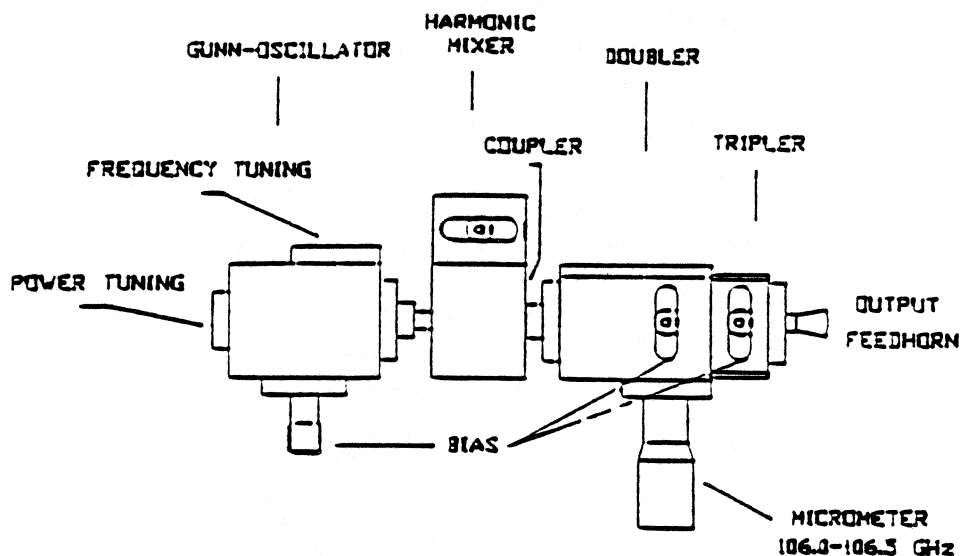 HARMONIC
MIXER
GUNN-OSCILLATOR
DOUBLER
COUPLER
TRIPLER
FREQUENCY TUNING
POWER TUNING
OUTPUT
FEEDHORN
BIAS
MICROMETER
106.0-106.5 GHz